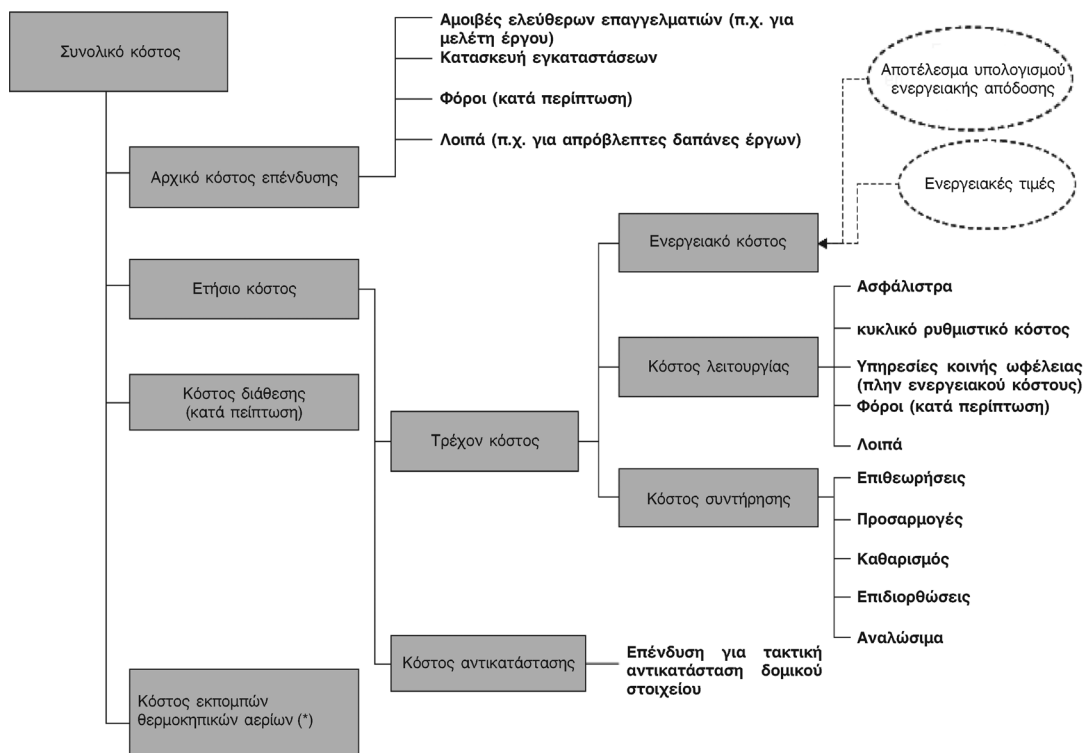 Συνολικό κόστος
Αμοιβές ελεύθερων επαγγελματιών (π.χ. για
μελέτη έργου)
Κατασκευή εγκαταστάσεων
Φόροι (κατά περίπτωση)
Λοιπά (π.χ. για απρόβλεπτες δαπάνες έργων)
Αποτέλεσμα υπολογισμού
ενεργειακής απόδοσης
Ενεργειακές τιμές
Αρχικό κόστος επένδυσης
Ενεργειακό κόστος
Ετήσιο κόστος
Ασφάλιστρα
κυκλικό ρυθμιστικό κόστος
Κόστος λειτουργίας
Υπηρεσίες κοινής ωφέλειας
(πλην ενεργειακού κόστους)
Φόροι (κατά περίπτωση)
Λοιπά
Κόστος διάθεσης
(κατά πείπτωση)
Τρέχον κόστος
Κόστος συντήρησης
Επιθεωρήσεις
Προσαρμογές
Καθαρισμός
Επιδιορθώσεις
Αναλώσιμα
Κόστος αντικατάστασης
Επένδυση για τακτική
αντικατάσταση δομικού
στοιχείου
Κόστος εκπομπών
θερμοκηπικών αερίων (*)